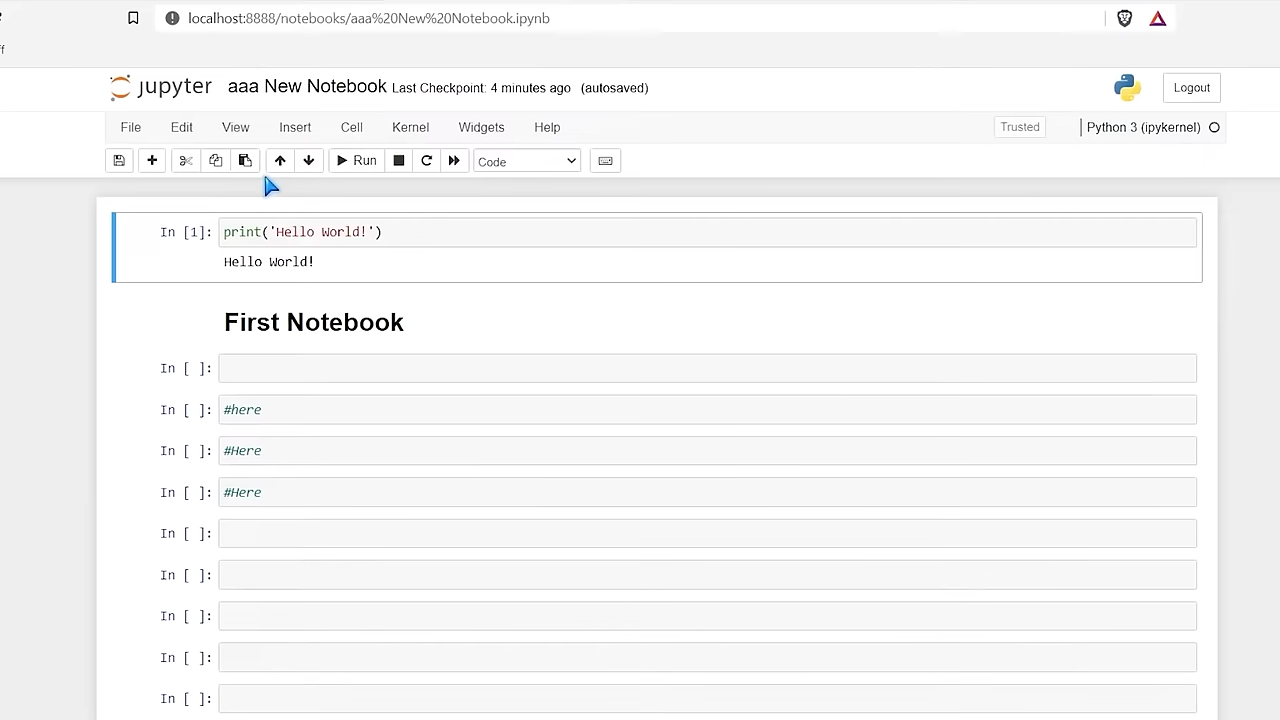 localhost:8888/notebooks/aaa%20New%20Notebook.ipynb
jupyter aaa New Notebook Last Checkpoint: 4 minutes ago (autosaved) Logout
File Edit View Insert Cell Kernel Widgets Help Trusted Python 3 (ipykernel)
Run Code
In [1]: print('Hello World!')
Hello World!
First Notebook
In [ ]:
In [ ]: #here
In [ ]: #Here
In [ ]: #Here
In [ ]:
In [ ]:
In [ ]:
In [ ]:
In [ ]: